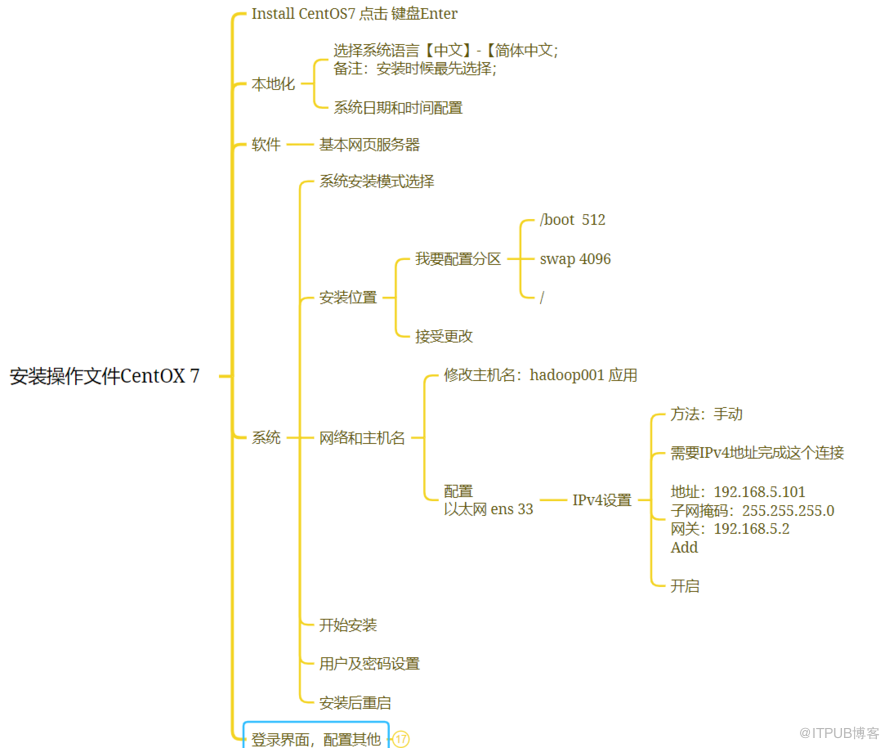 Install CentOS7 点击 键盘Enter
选择系统语言【中文】-【简体中文;
备注：安装时候最先选择;
本地化
系统日期和时间配置
软件
基本网页服务器
系统安装模式选择
/boot 512
我要配置分区
swap 4096
安装位置
/
接受更改
安装操作文件CentOX 7
修改主机名：hadoop001 应用
方法：手动
系统
网络和主机名
需要IPv4地址完成这个连接
配置
以太网 ens 33
IPv4设置
地址：192.168.5.101
子网掩码：255.255.255.0
网关：192.168.5.2
Add
开启
开始安装
用户及密码设置
安装后重启
登录界面，配置其他
17
@ITPUB博客